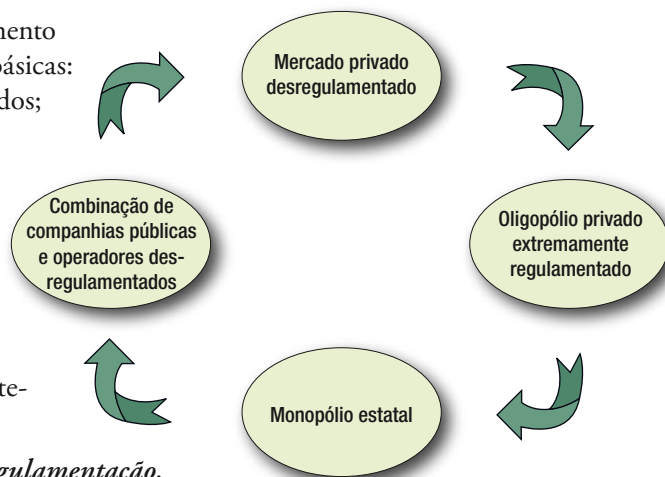 mento
básicas:
dos;
Mercado privado
desregulamentado
Combinação de
companhias públicas
e operadores des-
regulamentados
Oligopólio privado
extremamente
regulamentado
Monopólio estatal
te-
gulamentação.